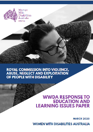 ROYAL COMMISSION INTO VIOLENCE,
ABUSE, NEGLECT AND EXPLOITATION
OF PEOPLE WITH DISABILITY
WWDA RESPONSE TO
EDUCATION AND
LEARNING ISSUES PAPER
MARCH 2020
WOMEN WITH DISABILITIES AUSTRALIA